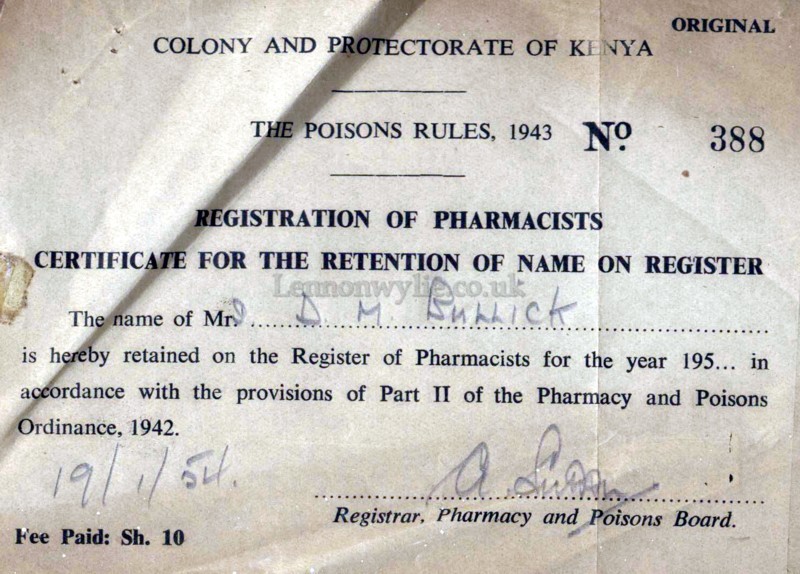 ORIGINAL
COLONY AND PROTECTORATE OF KENYA
THE POISONS RULES, 1943 No. 388
REGISTRATION OF PHARMACISTS
CERTIFICATE FOR THE RETENTION OF NAME ON REGISTER
Lennonwylie.co.uk
The name of Mrs D M Bullick
is hereby retained on the Register of Pharmacists for the year 195... in
accordance with the provisions of Part II of the Pharmacy and Poisons
Ordinance, 1942.
19/1/54.
A.
Registrar, Pharmacy and Poisons Board.
Fee Paid: Sh. 10